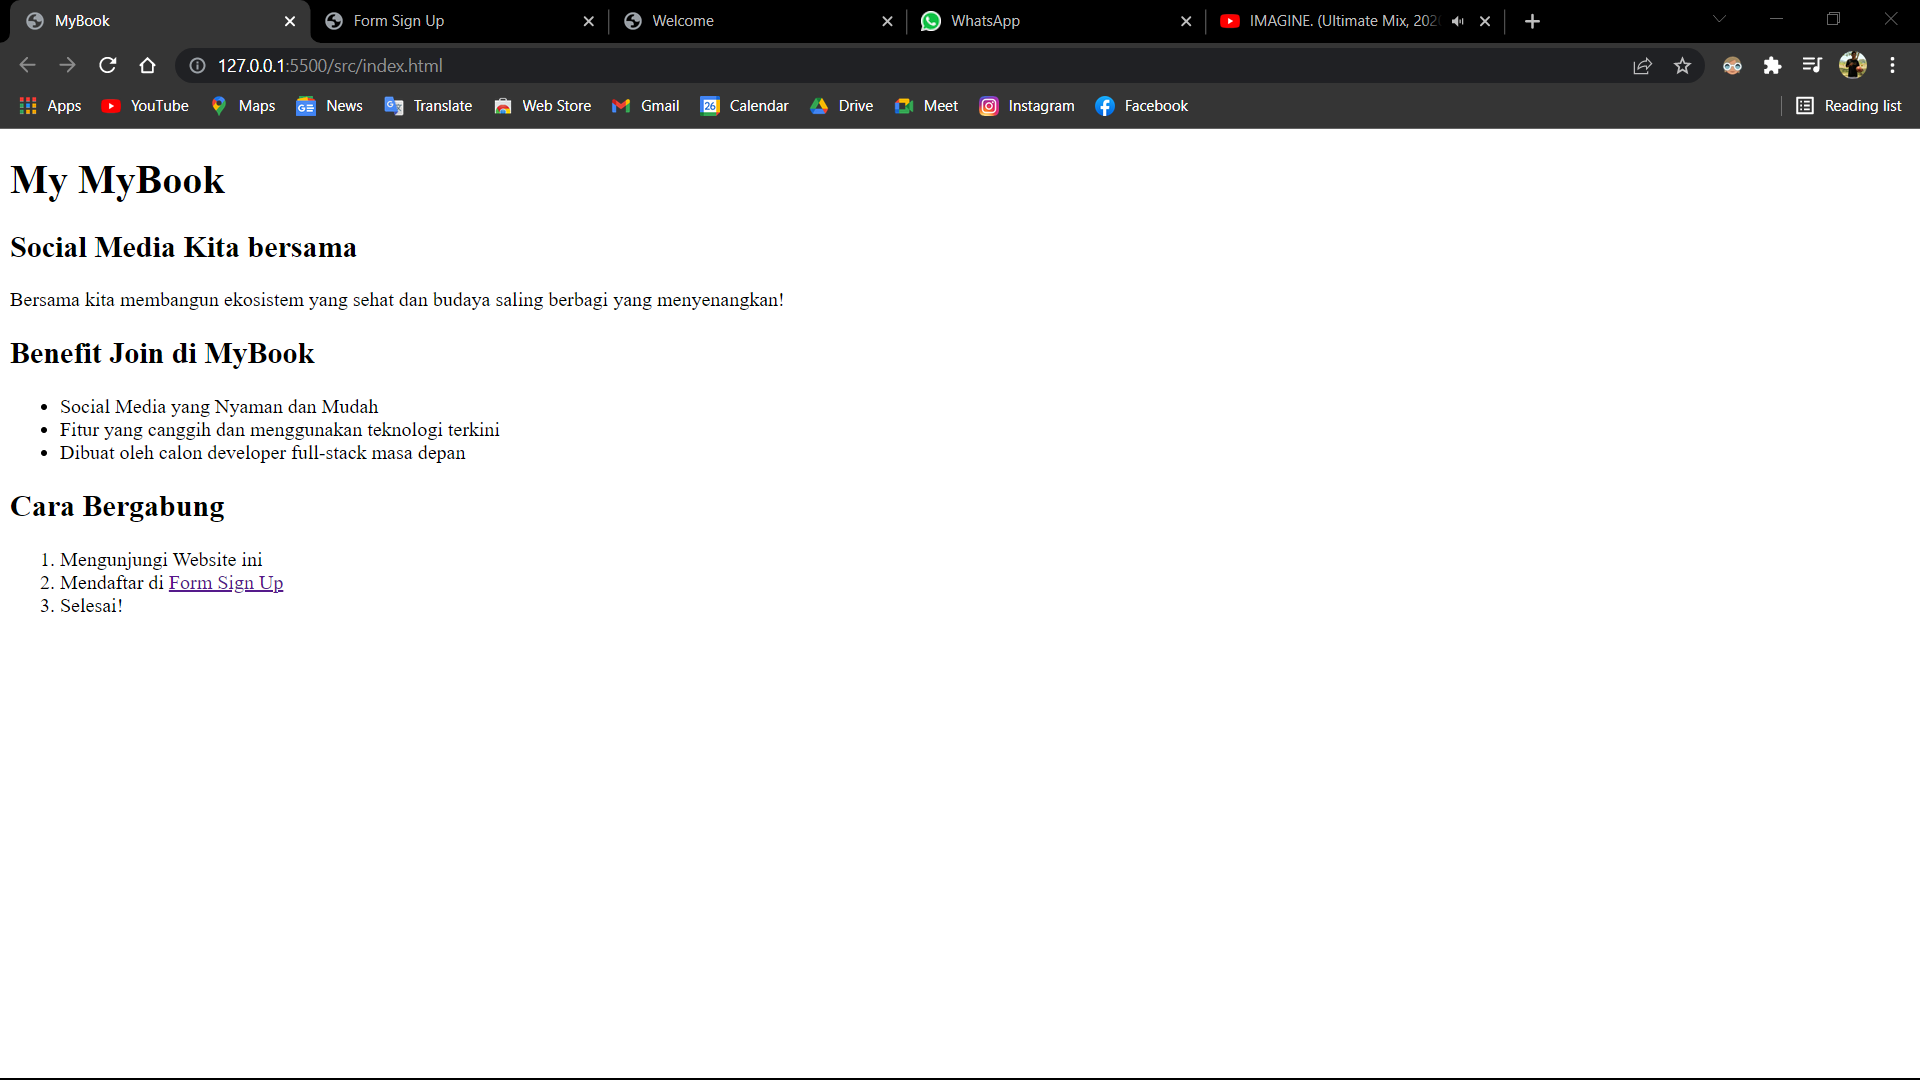 MyBook
Form Sign Up
Welcome
WhatsApp
IMAGINE. (Ultimate Mix, 202
127.0.0.1:5500/src/index.html
Apps YouTube Maps News Translate Web Store Gmail 26 Calendar Drive Meet Instagram Facebook Reading list
My MyBook
Social Media Kita bersama
Bersama kita membangun ekosistem yang sehat dan budaya saling berbagi yang menyenangkan!
Benefit Join di MyBook
• Social Media yang Nyaman dan Mudah
• Fitur yang canggih dan menggunakan teknologi terkini
• Dibuat oleh calon developer full-stack masa depan
Cara Bergabung
1. Mengunjungi Website ini
2. Mendaftar di Form Sign Up
3. Selesai!